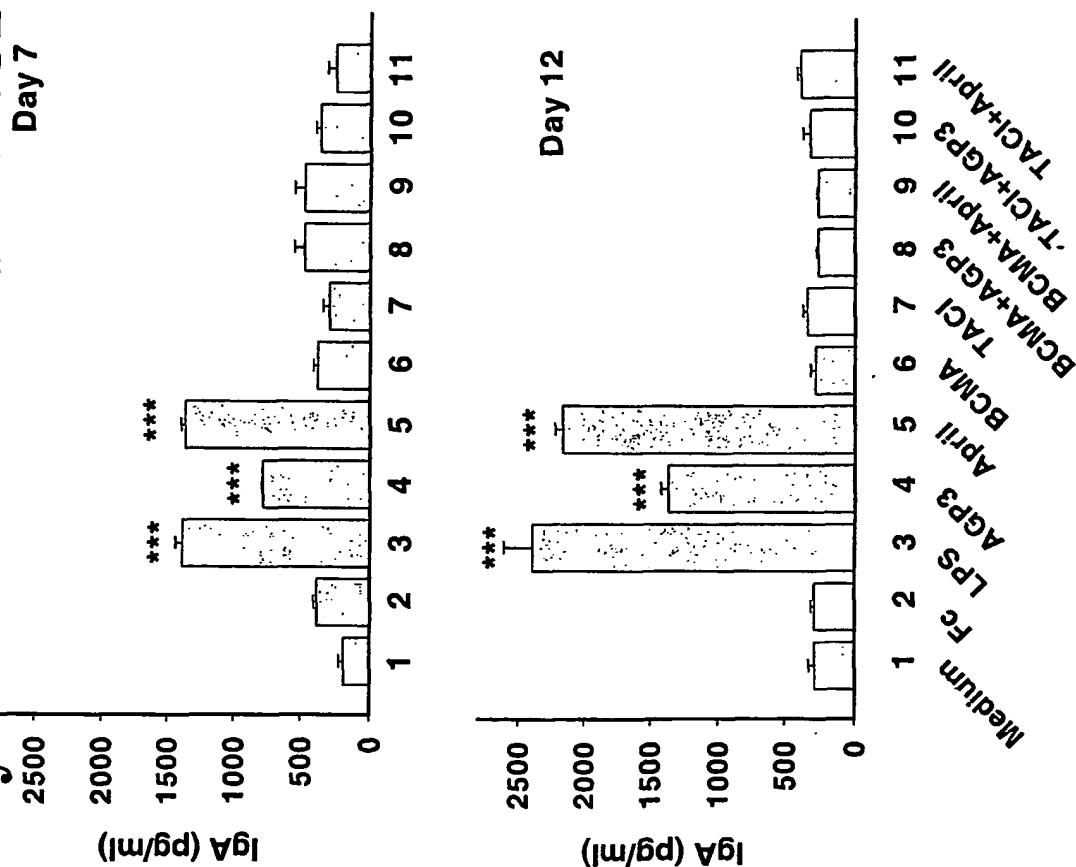 Day 7
IgA (pg/ml)
2500
2000
1500
1000
500
0
***
***
***
1 2 3 4 5 6 7 8 9 10 11
Day 12
IgA (pg/ml)
2500
2000
1500
1000
500
0
***
***
***
1 2 3 4 5 6 7 8 9 10 11
Medium
Fc
LPS
AGP3
April
BCMA
TACI
BCMA+AGP3
BCMA+April
TACI+AGP3
TACI+April